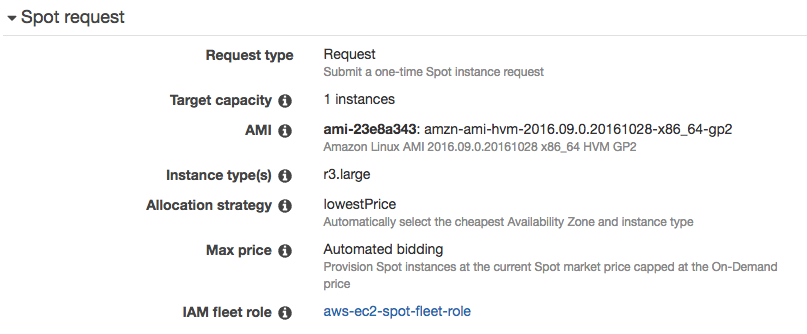 Spot request
Request type Request
Submit a one-time Spot instance request
Target capacity 1 instances
AMI ami-23e8a343: amzn-ami-hvm-2016.09.0.20161028-x86_64-gp2
Amazon Linux AMI 2016.09.0.20161028 x86_64 HVM GP2
Instance type(s) r3.large
Allocation strategy lowestPrice
Automatically select the cheapest Availability Zone and instance type
Max price Automated bidding
Provision Spot instances at the current Spot market price capped at the On-Demand
price
IAM fleet role aws-ec2-spot-fleet-role